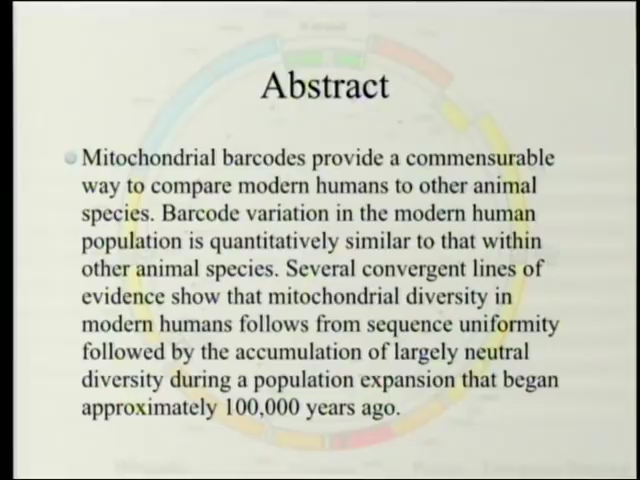 Abstract
Mitochondrial barcodes provide a commensurable
way to compare modern humans to other animal
species. Barcode variation in the modern human
population is quantitatively similar to that within
other animal species. Several convergent lines of
evidence show that mitochondrial diversity in
modern humans follows from sequence uniformity
followed by the accumulation of largely neutral
diversity during a population expansion that began
approximately 100,000 years ago.